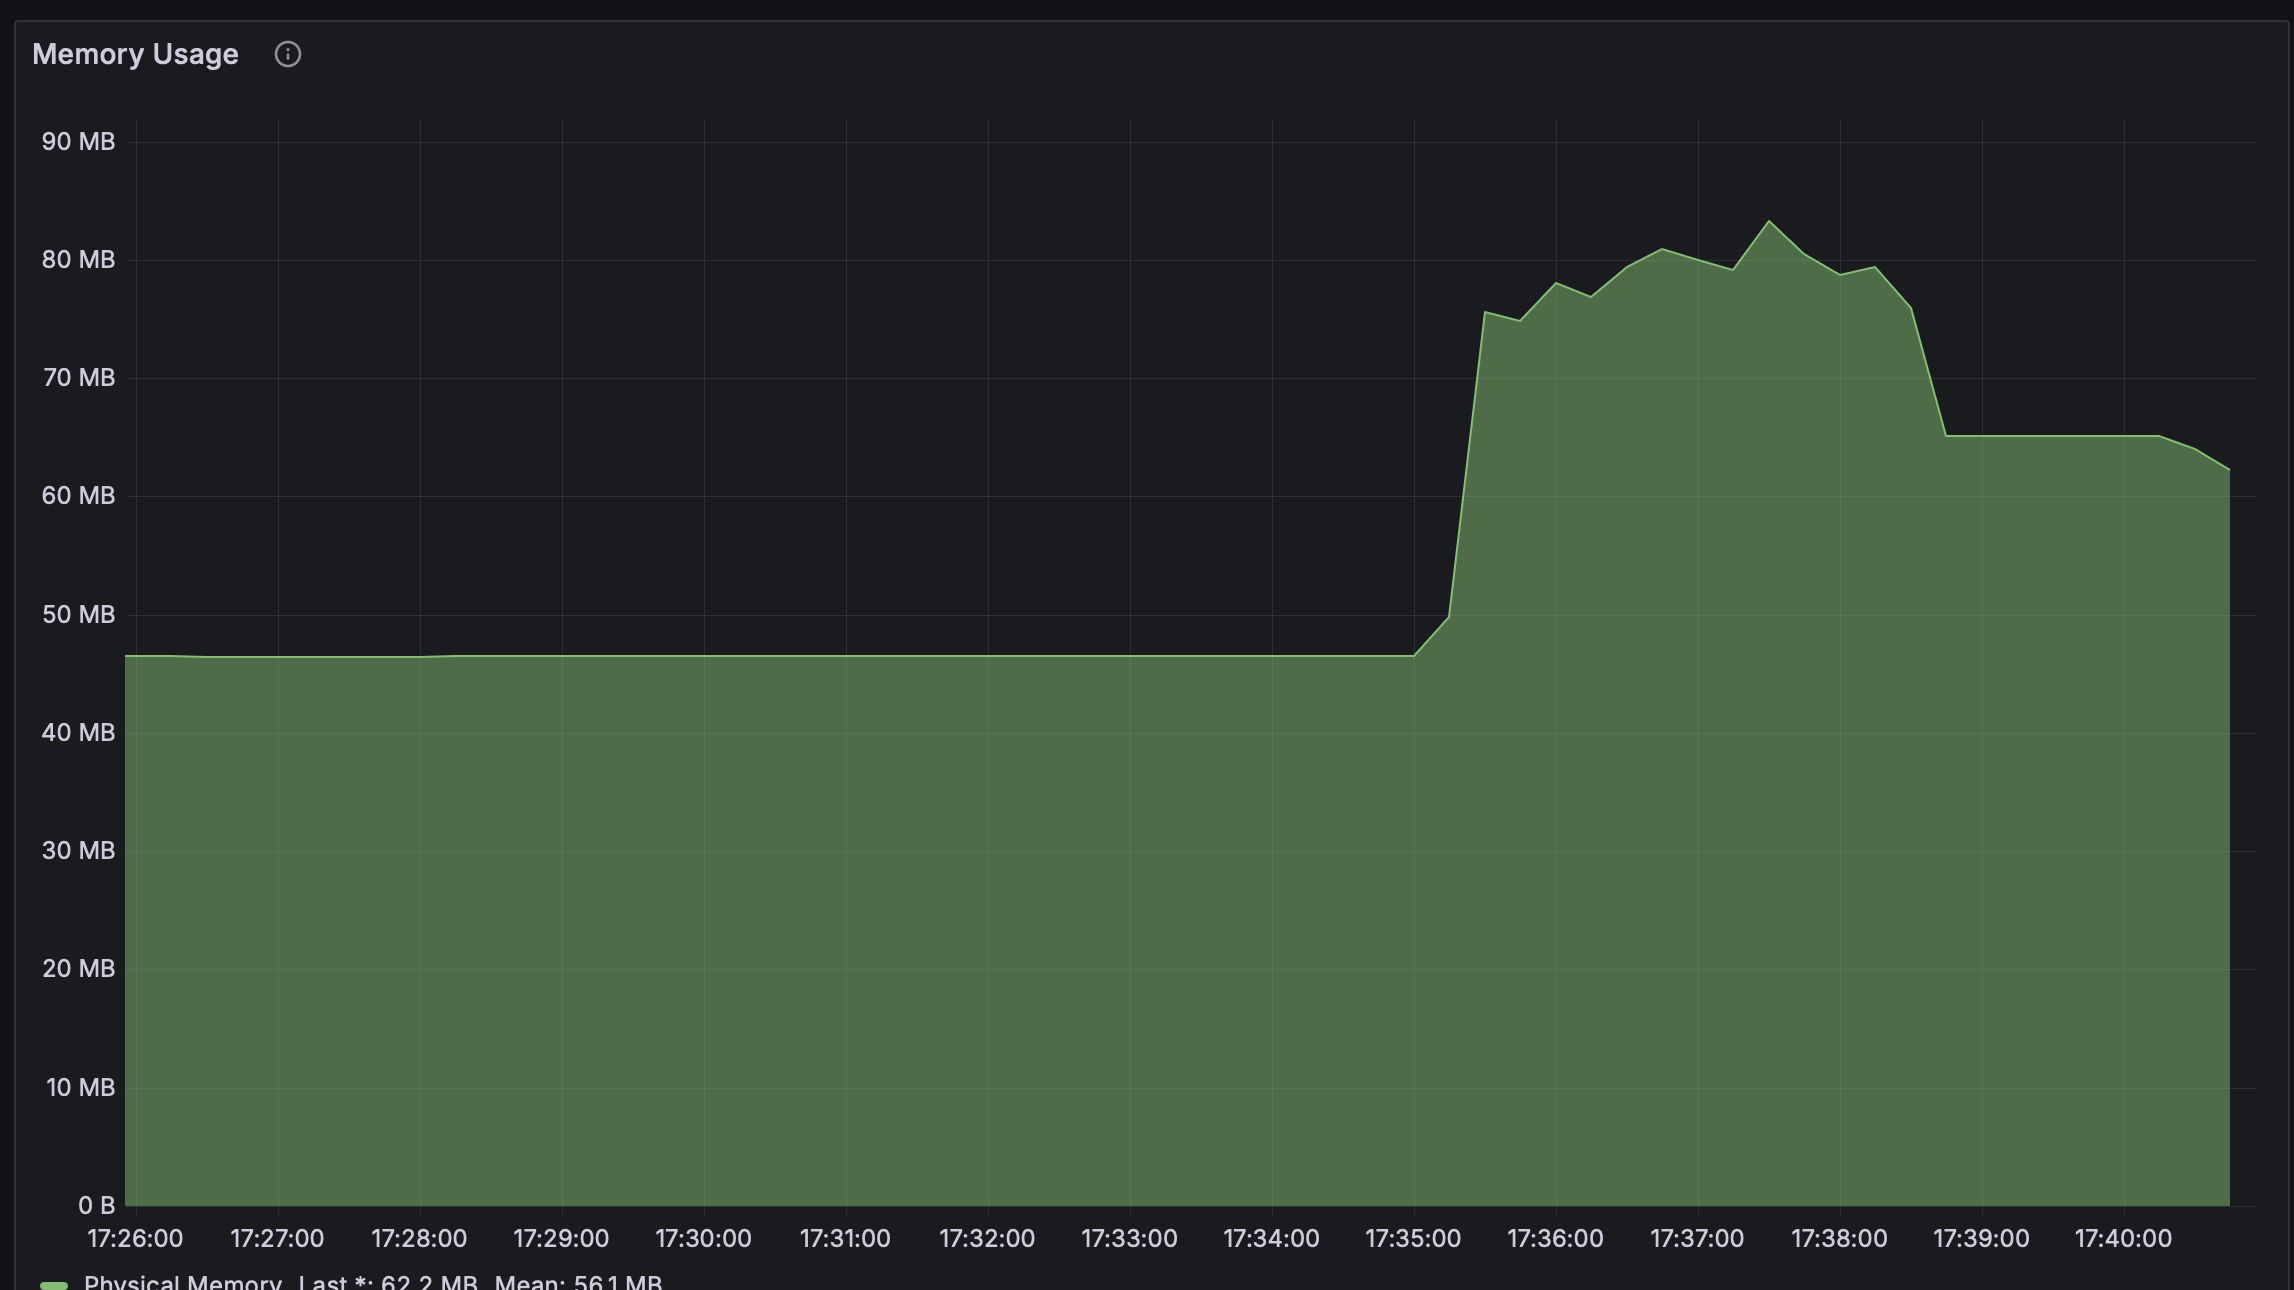 Memory Usage
90 MB
80 MB
70 MB
60 MB
50 MB
40 MB
30 MB
20 MB
10 MB
0 B
17:26:00 17:27:00 17:28:00 17:29:00 17:30:00 17:31:00 17:32:00 17:33:00 17:34:00 17:35:00 17:36:00 17:37:00 17:38:00 17:39:00 17:40:00
Physical Memory Last *: 62.2 MB Mean: 56.1 MB